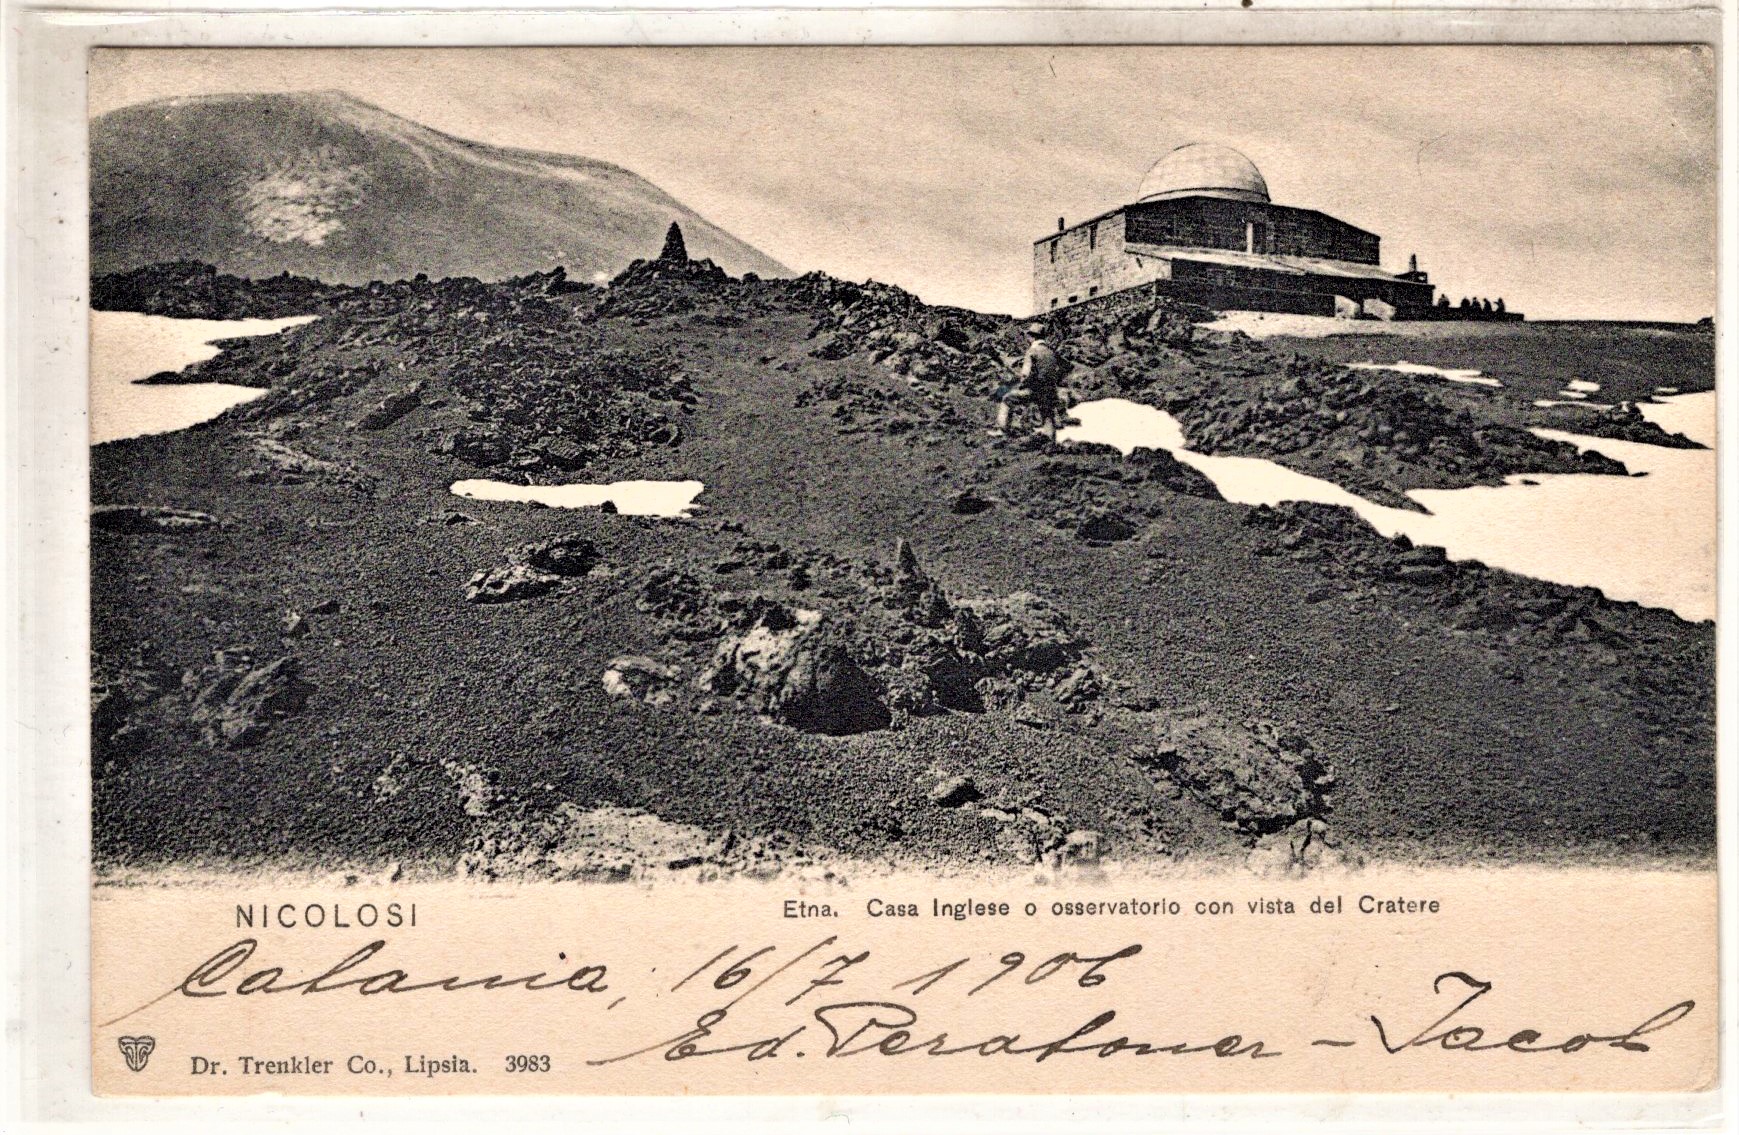 NICOLOSI
Etna. Casa Inglese o osservatorio con vista del Cratere
Catania, 16/7 1906
Ed. Peratoner - Jacob
Dr. Trenkler Co., Lipsia. 3983